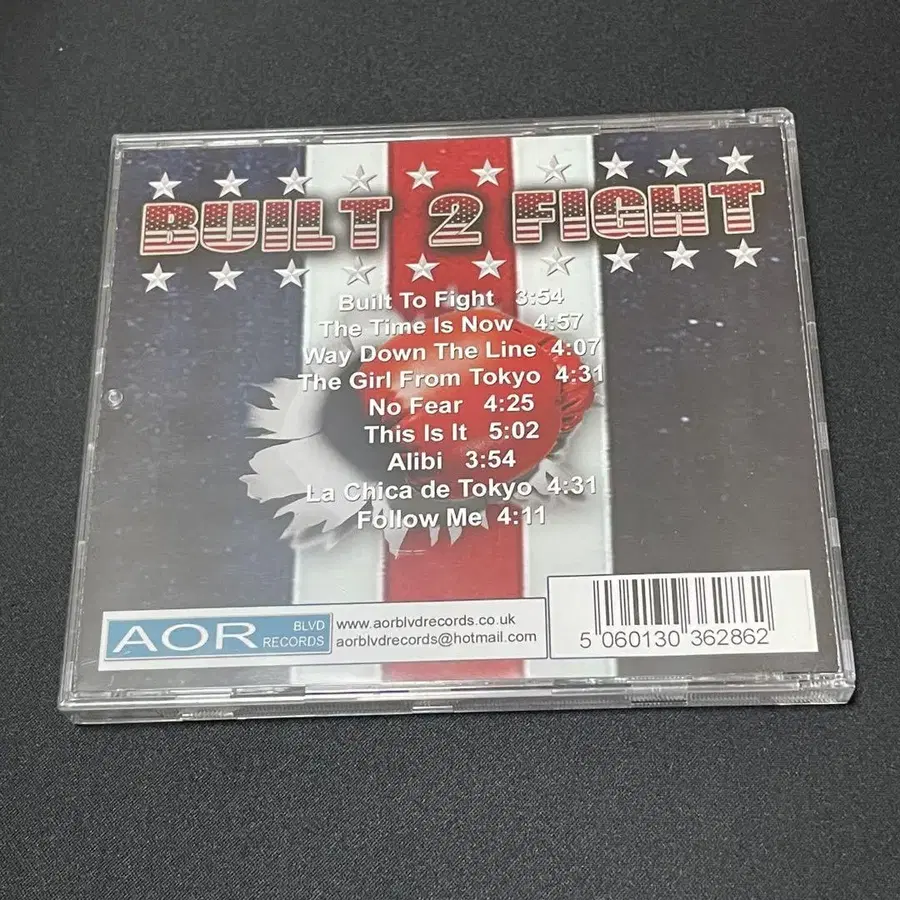 BUILT 2 FIGHT
Built To Fight 3:54
The Time Is Now 4:57
Way Down The Line 4:07
The Girl From Tokyo 4:31
No Fear 4:25
This Is It 5:02
Alibi 3:54
La Chica de Tokyo 4:31
Follow Me 4:11
AOR BLVD RECORDS
www.aorblvdrecords.co.uk
aorblvdrecords@hotmail.com
5 060130 362862